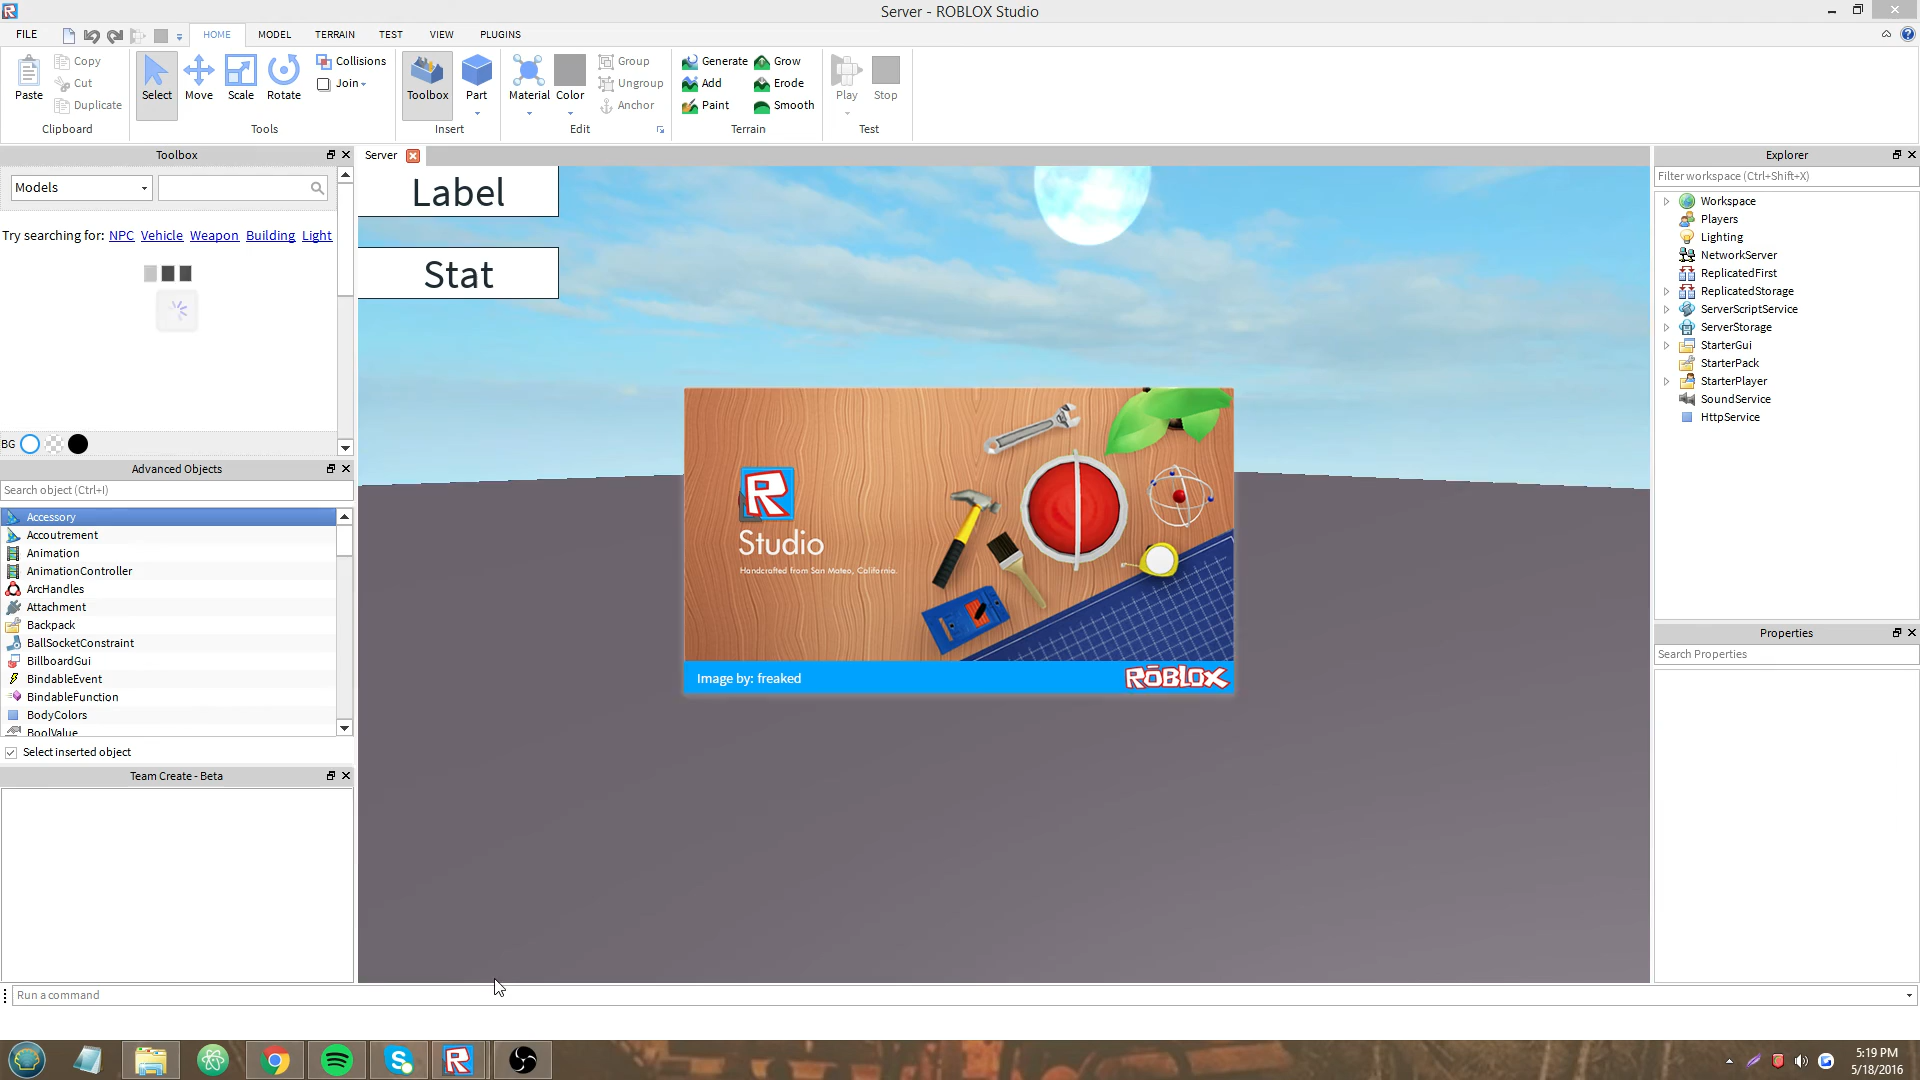 Server - ROBLOX Studio
FILE HOME MODEL TERRAIN TEST VIEW PLUGINS
Paste Copy Cut Duplicate
Clipboard
Select Move Scale Rotate Collisions Join
Tools
Toolbox Part
Insert
Material Color Group Ungroup Anchor
Edit
Generate Grow
Add Erode
Paint Smooth
Terrain
Play Stop
Test
Toolbox
Models
Try searching for: NPC Vehicle Weapon Building Light
BG
Advanced Objects
Search object (Ctrl+I)
Accessory
Accoutrement
Animation
AnimationController
ArcHandles
Attachment
Backpack
BallSocketConstraint
BillboardGui
BindableEvent
BindableFunction
BodyColors
BoolValue
Select inserted object
Team Create - Beta
Server
Label
Stat
R
Studio
Handcrafted from San Mateo, California.
Image by: freaked
ROBLOX
Explorer
Filter workspace (Ctrl+Shift+X)
Workspace
Players
Lighting
NetworkServer
ReplicatedFirst
ReplicatedStorage
ServerScriptService
ServerStorage
StarterGui
StarterPack
StarterPlayer
SoundService
HttpService
Properties
Search Properties
Run a command
5:19 PM
5/18/2016